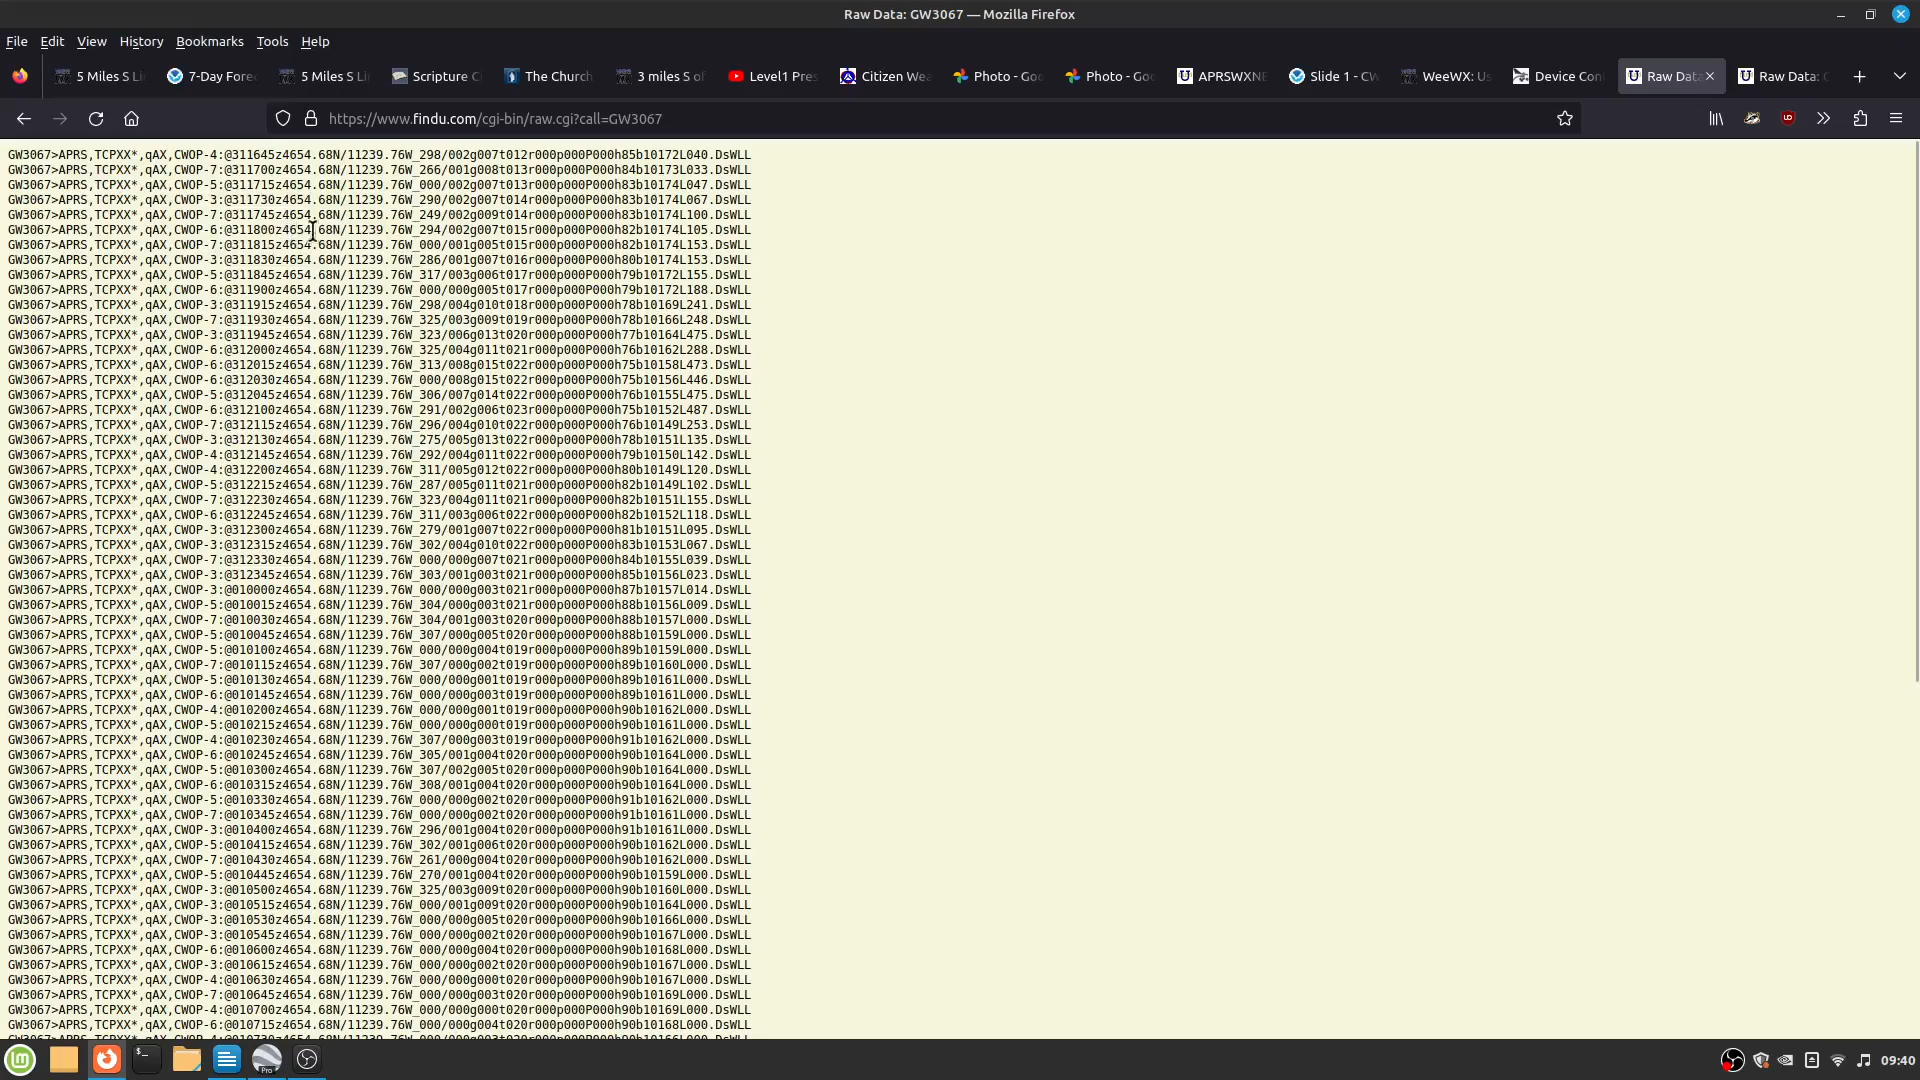 Raw Data: GW3067 — Mozilla Firefox
File Edit View History Bookmarks Tools Help
5 Miles S Li
7-Day Fore
5 Miles S Li
Scripture C
The Church
3 miles S of
Level1 Pres
Citizen Wea
Photo - Goo
Photo - Goo
APRSWXNE
Slide 1 - CW
WeeWX: Us
Device Con
Raw Data
Raw Data: G
https://www.findu.com/cgi-bin/raw.cgi?call=GW3067
GW3067>APRS,TCPXX*,qAX,CWOP-4:@311645z4654.68N/11239.76W_298/002g007t012r000p000P000h85b10172L040.DsWLL
GW3067>APRS,TCPXX*,qAX,CWOP-7:@311700z4654.68N/11239.76W_266/001g008t013r000p000P000h84b10173L033.DsWLL
GW3067>APRS,TCPXX*,qAX,CWOP-5:@311715z4654.68N/11239.76W_000/002g007t013r000p000P000h83b10174L047.DsWLL
GW3067>APRS,TCPXX*,qAX,CWOP-3:@311730z4654.68N/11239.76W_290/002g007t014r000p000P000h83b10174L067.DsWLL
GW3067>APRS,TCPXX*,qAX,CWOP-7:@311745z4654.68N/11239.76W_249/002g009t014r000p000P000h83b10174L100.DsWLL
GW3067>APRS,TCPXX*,qAX,CWOP-6:@311800z4654.68N/11239.76W_294/002g007t015r000p000P000h82b10174L105.DsWLL
GW3067>APRS,TCPXX*,qAX,CWOP-7:@311815z4654.68N/11239.76W_000/001g005t015r000p000P000h82b10174L153.DsWLL
GW3067>APRS,TCPXX*,qAX,CWOP-3:@311830z4654.68N/11239.76W_286/001g007t016r000p000P000h80b10174L153.DsWLL
GW3067>APRS,TCPXX*,qAX,CWOP-5:@311845z4654.68N/11239.76W_317/003g006t017r000p000P000h79b10172L155.DsWLL
GW3067>APRS,TCPXX*,qAX,CWOP-6:@311900z4654.68N/11239.76W_000/000g005t017r000p000P000h79b10172L188.DsWLL
GW3067>APRS,TCPXX*,qAX,CWOP-3:@311915z4654.68N/11239.76W_298/004g010t018r000p000P000h78b10169L241.DsWLL
GW3067>APRS,TCPXX*,qAX,CWOP-7:@311930z4654.68N/11239.76W_325/003g009t019r000p000P000h78b10166L248.DsWLL
GW3067>APRS,TCPXX*,qAX,CWOP-3:@311945z4654.68N/11239.76W_323/006g013t020r000p000P000h77b10164L475.DsWLL
GW3067>APRS,TCPXX*,qAX,CWOP-6:@312000z4654.68N/11239.76W_325/004g011t021r000p000P000h76b10162L288.DsWLL
GW3067>APRS,TCPXX*,qAX,CWOP-6:@312015z4654.68N/11239.76W_313/008g015t022r000p000P000h75b10158L473.DsWLL
GW3067>APRS,TCPXX*,qAX,CWOP-6:@312030z4654.68N/11239.76W_000/008g015t022r000p000P000h75b10156L446.DsWLL
GW3067>APRS,TCPXX*,qAX,CWOP-5:@312045z4654.68N/11239.76W_306/007g014t022r000p000P000h76b10155L475.DsWLL
GW3067>APRS,TCPXX*,qAX,CWOP-6:@312100z4654.68N/11239.76W_291/002g006t023r000p000P000h75b10152L487.DsWLL
GW3067>APRS,TCPXX*,qAX,CWOP-7:@312115z4654.68N/11239.76W_296/004g010t022r000p000P000h76b10149L253.DsWLL
GW3067>APRS,TCPXX*,qAX,CWOP-3:@312130z4654.68N/11239.76W_275/005g013t022r000p000P000h78b10151L135.DsWLL
GW3067>APRS,TCPXX*,qAX,CWOP-4:@312145z4654.68N/11239.76W_292/004g011t022r000p000P000h79b10150L142.DsWLL
GW3067>APRS,TCPXX*,qAX,CWOP-4:@312200z4654.68N/11239.76W_311/005g012t022r000p000P000h80b10149L120.DsWLL
GW3067>APRS,TCPXX*,qAX,CWOP-5:@312215z4654.68N/11239.76W_287/005g011t021r000p000P000h82b10149L102.DsWLL
GW3067>APRS,TCPXX*,qAX,CWOP-7:@312230z4654.68N/11239.76W_323/004g011t021r000p000P000h82b10151L155.DsWLL
GW3067>APRS,TCPXX*,qAX,CWOP-6:@312245z4654.68N/11239.76W_311/003g006t022r000p000P000h82b10152L118.DsWLL
GW3067>APRS,TCPXX*,qAX,CWOP-3:@312300z4654.68N/11239.76W_279/001g007t022r000p000P000h81b10151L095.DsWLL
GW3067>APRS,TCPXX*,qAX,CWOP-3:@312315z4654.68N/11239.76W_302/004g010t022r000p000P000h83b10153L067.DsWLL
GW3067>APRS,TCPXX*,qAX,CWOP-7:@312330z4654.68N/11239.76W_000/000g007t021r000p000P000h84b10155L039.DsWLL
GW3067>APRS,TCPXX*,qAX,CWOP-3:@312345z4654.68N/11239.76W_303/001g003t021r000p000P000h85b10156L023.DsWLL
GW3067>APRS,TCPXX*,qAX,CWOP-3:@010000z4654.68N/11239.76W_000/000g003t021r000p000P000h87b10157L014.DsWLL
GW3067>APRS,TCPXX*,qAX,CWOP-5:@010015z4654.68N/11239.76W_304/000g003t021r000p000P000h88b10156L009.DsWLL
GW3067>APRS,TCPXX*,qAX,CWOP-7:@010030z4654.68N/11239.76W_304/001g003t020r000p000P000h88b10157L000.DsWLL
GW3067>APRS,TCPXX*,qAX,CWOP-5:@010045z4654.68N/11239.76W_307/000g005t020r000p000P000h88b10159L000.DsWLL
GW3067>APRS,TCPXX*,qAX,CWOP-5:@010100z4654.68N/11239.76W_000/000g004t019r000p000P000h89b10159L000.DsWLL
GW3067>APRS,TCPXX*,qAX,CWOP-7:@010115z4654.68N/11239.76W_307/000g002t019r000p000P000h89b10160L000.DsWLL
GW3067>APRS,TCPXX*,qAX,CWOP-5:@010130z4654.68N/11239.76W_000/000g001t019r000p000P000h89b10161L000.DsWLL
GW3067>APRS,TCPXX*,qAX,CWOP-6:@010145z4654.68N/11239.76W_000/000g003t019r000p000P000h89b10161L000.DsWLL
GW3067>APRS,TCPXX*,qAX,CWOP-4:@010200z4654.68N/11239.76W_000/000g001t019r000p000P000h90b10162L000.DsWLL
GW3067>APRS,TCPXX*,qAX,CWOP-5:@010215z4654.68N/11239.76W_000/000g000t019r000p000P000h90b10161L000.DsWLL
GW3067>APRS,TCPXX*,qAX,CWOP-4:@010230z4654.68N/11239.76W_307/000g003t019r000p000P000h91b10162L000.DsWLL
GW3067>APRS,TCPXX*,qAX,CWOP-6:@010245z4654.68N/11239.76W_305/001g004t020r000p000P000h90b10164L000.DsWLL
GW3067>APRS,TCPXX*,qAX,CWOP-5:@010300z4654.68N/11239.76W_307/002g005t020r000p000P000h90b10164L000.DsWLL
GW3067>APRS,TCPXX*,qAX,CWOP-6:@010315z4654.68N/11239.76W_308/001g004t020r000p000P000h90b10164L000.DsWLL
GW3067>APRS,TCPXX*,qAX,CWOP-5:@010330z4654.68N/11239.76W_000/000g002t020r000p000P000h91b10162L000.DsWLL
GW3067>APRS,TCPXX*,qAX,CWOP-7:@010345z4654.68N/11239.76W_000/000g002t020r000p000P000h91b10161L000.DsWLL
GW3067>APRS,TCPXX*,qAX,CWOP-3:@010400z4654.68N/11239.76W_296/001g004t020r000p000P000h91b10161L000.DsWLL
GW3067>APRS,TCPXX*,qAX,CWOP-5:@010415z4654.68N/11239.76W_302/001g006t020r000p000P000h90b10162L000.DsWLL
GW3067>APRS,TCPXX*,qAX,CWOP-7:@010430z4654.68N/11239.76W_261/000g004t020r000p000P000h90b10162L000.DsWLL
GW3067>APRS,TCPXX*,qAX,CWOP-5:@010445z4654.68N/11239.76W_270/001g004t020r000p000P000h90b10159L000.DsWLL
GW3067>APRS,TCPXX*,qAX,CWOP-3:@010500z4654.68N/11239.76W_325/003g009t020r000p000P000h90b10160L000.DsWLL
GW3067>APRS,TCPXX*,qAX,CWOP-3:@010515z4654.68N/11239.76W_000/001g009t020r000p000P000h90b10164L000.DsWLL
GW3067>APRS,TCPXX*,qAX,CWOP-3:@010530z4654.68N/11239.76W_000/000g005t020r000p000P000h90b10166L000.DsWLL
GW3067>APRS,TCPXX*,qAX,CWOP-3:@010545z4654.68N/11239.76W_000/000g002t020r000p000P000h90b10167L000.DsWLL
GW3067>APRS,TCPXX*,qAX,CWOP-6:@010600z4654.68N/11239.76W_000/000g004t020r000p000P000h90b10168L000.DsWLL
GW3067>APRS,TCPXX*,qAX,CWOP-3:@010615z4654.68N/11239.76W_000/000g002t020r000p000P000h90b10167L000.DsWLL
GW3067>APRS,TCPXX*,qAX,CWOP-4:@010630z4654.68N/11239.76W_000/000g000t020r000p000P000h90b10167L000.DsWLL
GW3067>APRS,TCPXX*,qAX,CWOP-7:@010645z4654.68N/11239.76W_000/000g003t020r000p000P000h90b10169L000.DsWLL
GW3067>APRS,TCPXX*,qAX,CWOP-4:@010700z4654.68N/11239.76W_000/000g000t020r000p000P000h90b10169L000.DsWLL
GW3067>APRS,TCPXX*,qAX,CWOP-6:@010715z4654.68N/11239.76W_000/000g004t020r000p000P000h90b10168L000.DsWLL
Pro
09:40